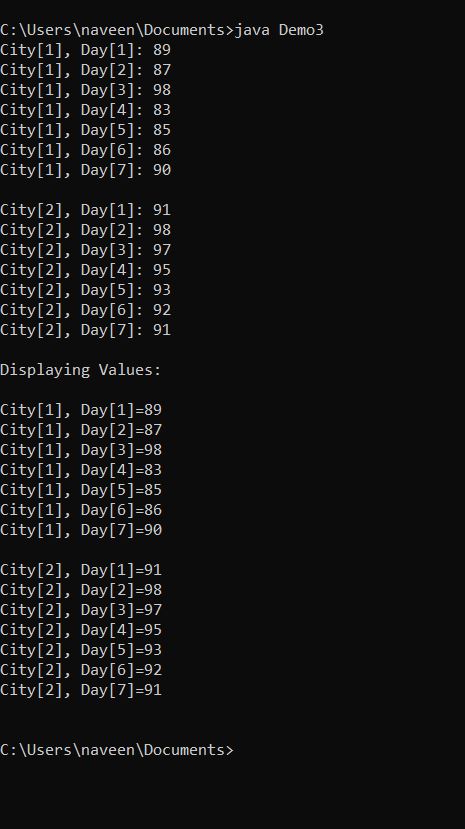 C:\Users\naveen\Documents>java Demo3
City[1], Day[1]: 89
City[1], Day[2]: 87
City[1], Day[3]: 98
City[1], Day[4]: 83
City[1], Day[5]: 85
City[1], Day[6]: 86
City[1], Day[7]: 90

City[2], Day[1]: 91
City[2], Day[2]: 98
City[2], Day[3]: 97
City[2], Day[4]: 95
City[2], Day[5]: 93
City[2], Day[6]: 92
City[2], Day[7]: 91

Displaying Values:

City[1], Day[1]=89
City[1], Day[2]=87
City[1], Day[3]=98
City[1], Day[4]=83
City[1], Day[5]=85
City[1], Day[6]=86
City[1], Day[7]=90

City[2], Day[1]=91
City[2], Day[2]=98
City[2], Day[3]=97
City[2], Day[4]=95
City[2], Day[5]=93
City[2], Day[6]=92
City[2], Day[7]=91

C:\Users\naveen\Documents>